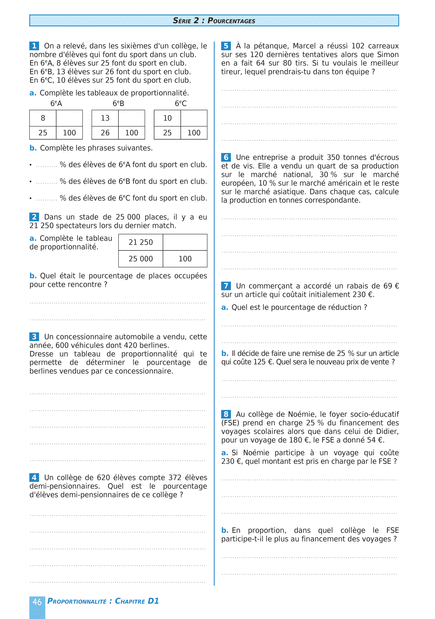 SÉRIE 2 : POURCENTAGES
1 On a relevé, dans les sixièmes d'un collège, le
nombre d'élèves qui font du sport dans un club.
En 6ᵉA, 8 élèves sur 25 font du sport en club.
En 6ᵉB, 13 élèves sur 26 font du sport en club.
En 6ᵉC, 10 élèves sur 25 font du sport en club.
a. Complète les tableaux de proportionnalité.
6ᵉA 6ᵉB 6ᵉC
8 13 10
25 100 26 100 25 100
b. Complète les phrases suivantes.
• .......... % des élèves de 6ᵉA font du sport en club.
• .......... % des élèves de 6ᵉB font du sport en club.
• .......... % des élèves de 6ᵉC font du sport en club.
2 Dans un stade de 25 000 places, il y a eu
21 250 spectateurs lors du dernier match.
a. Complète le tableau
de proportionnalité.
21 250
25 000 100
b. Quel était le pourcentage de places occupées
pour cette rencontre ?
3 Un concessionnaire automobile a vendu, cette
année, 600 véhicules dont 420 berlines.
Dresse un tableau de proportionnalité qui te
permette de déterminer le pourcentage de
berlines vendues par ce concessionnaire.
4 Un collège de 620 élèves compte 372 élèves
demi-pensionnaires. Quel est le pourcentage
d'élèves demi-pensionnaires de ce collège ?
5 À la pétanque, Marcel a réussi 102 carreaux
sur ses 120 dernières tentatives alors que Simon
en a fait 64 sur 80 tirs. Si tu voulais le meilleur
tireur, lequel prendrais-tu dans ton équipe ?
6 Une entreprise a produit 350 tonnes d'écrous
et de vis. Elle a vendu un quart de sa production
sur le marché national, 30 % sur le marché
européen, 10 % sur le marché américain et le reste
sur le marché asiatique. Dans chaque cas, calcule
la production en tonnes correspondante.
7 Un commerçant a accordé un rabais de 69 €
sur un article qui coûtait initialement 230 €.
a. Quel est le pourcentage de réduction ?
b. Il décide de faire une remise de 25 % sur un article
qui coûte 125 €. Quel sera le nouveau prix de vente ?
8 Au collège de Noémie, le foyer socio-éducatif
(FSE) prend en charge 25 % du financement des
voyages scolaires alors que dans celui de Didier,
pour un voyage de 180 €, le FSE a donné 54 €.
a. Si Noémie participe à un voyage qui coûte
230 €, quel montant est pris en charge par le FSE ?
b. En proportion, dans quel collège le FSE
participe-t-il le plus au financement des voyages ?
46 PROPORTIONNALITÉ : CHAPITRE D1